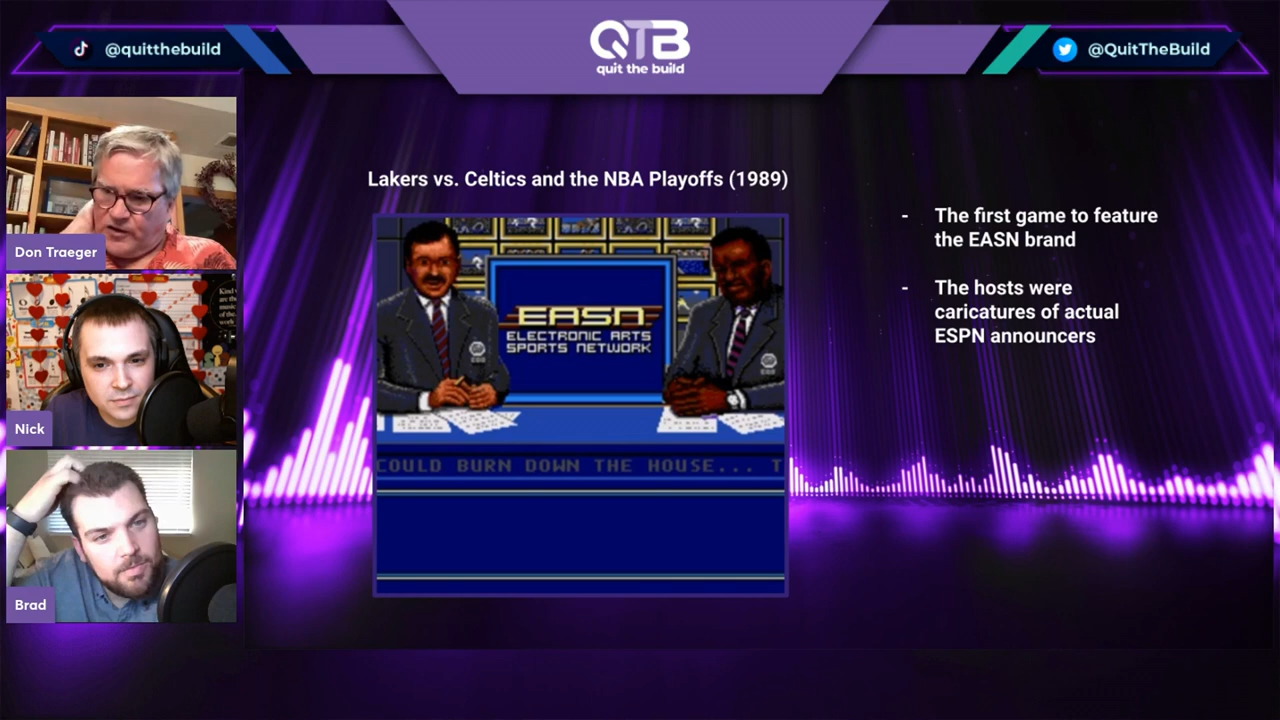 @quitthebuild
QTB
quit the build
@QuitTheBuild
Don Traeger
Nick
Brad
Lakers vs. Celtics and the NBA Playoffs (1989)
EASN
ELECTRONIC ARTS
SPORTS NETWORK
COULD BURN DOWN THE HOUSE... T
- The first game to feature
the EASN brand
- The hosts were
caricatures of actual
ESPN announcers